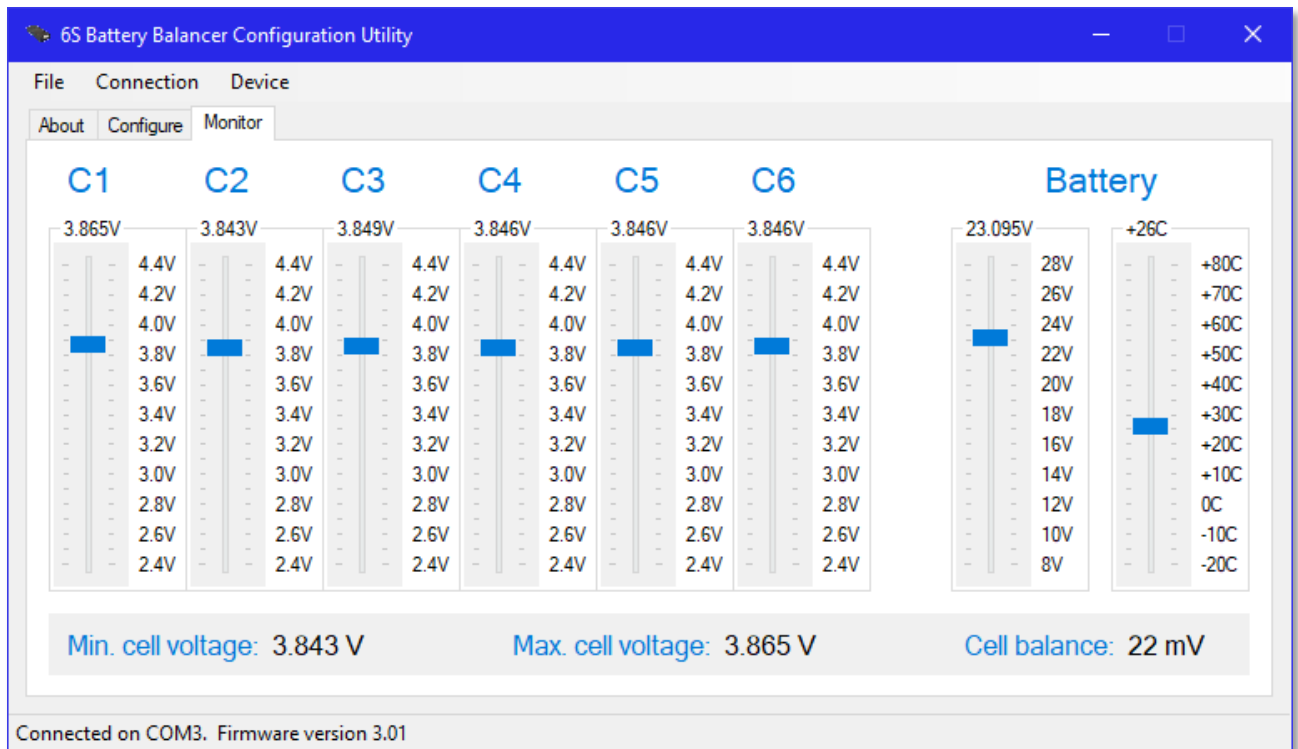 6S Battery Balancer Configuration Utility
File Connection Device
About Configure Monitor
C1 C2 C3 C4 C5 C6 Battery
3.865V 3.843V 3.849V 3.846V 3.846V 3.846V 23.095V +26C
4.4V 4.4V 4.4V 4.4V 4.4V 4.4V 28V +80C
4.2V 4.2V 4.2V 4.2V 4.2V 4.2V 26V +70C
4.0V 4.0V 4.0V 4.0V 4.0V 4.0V 24V +60C
3.8V 3.8V 3.8V 3.8V 3.8V 3.8V 22V +50C
3.6V 3.6V 3.6V 3.6V 3.6V 3.6V 20V +40C
3.4V 3.4V 3.4V 3.4V 3.4V 3.4V 18V +30C
3.2V 3.2V 3.2V 3.2V 3.2V 3.2V 16V +20C
3.0V 3.0V 3.0V 3.0V 3.0V 3.0V 14V +10C
2.8V 2.8V 2.8V 2.8V 2.8V 2.8V 12V 0C
2.6V 2.6V 2.6V 2.6V 2.6V 2.6V 10V -10C
2.4V 2.4V 2.4V 2.4V 2.4V 2.4V 8V -20C
Min. cell voltage: 3.843 V Max. cell voltage: 3.865 V Cell balance: 22 mV
Connected on COM3. Firmware version 3.01